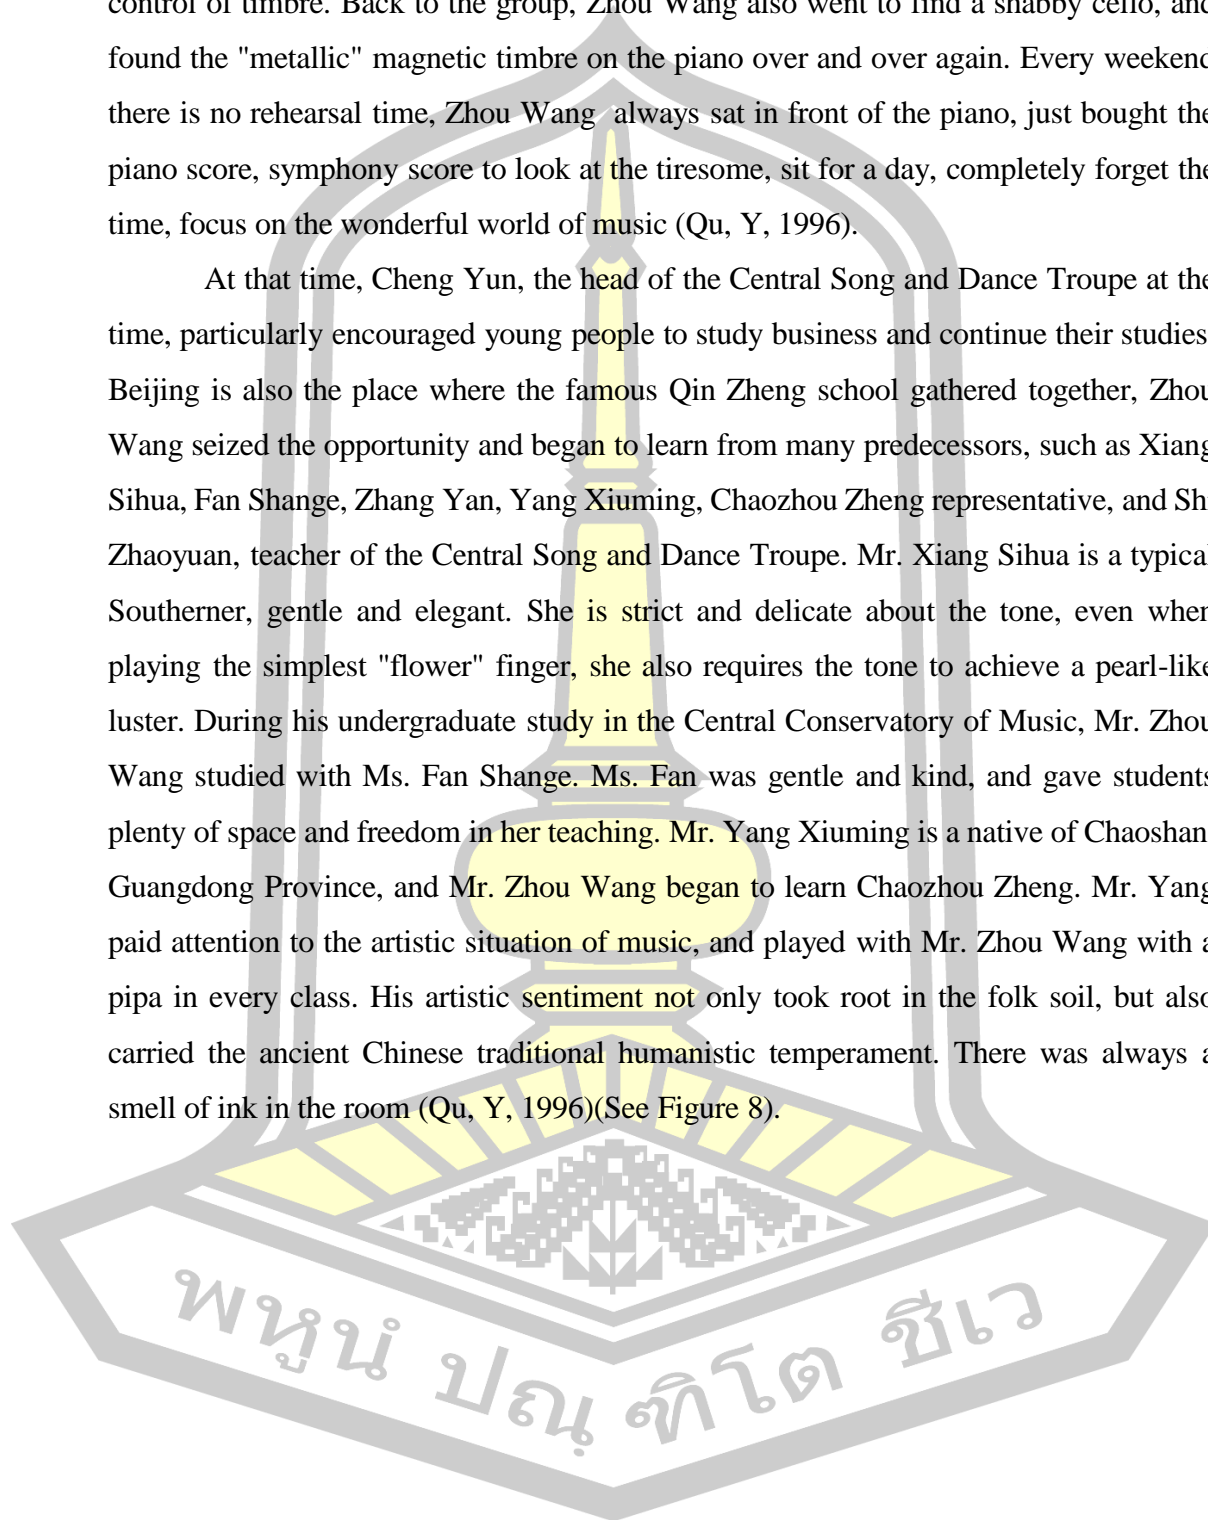 control of timbre. Back to the group, Zhou Wang also went to find a shabby cello, and
found the "metallic" magnetic timbre on the piano over and over again. Every weekend
there is no rehearsal time, Zhou Wang always sat in front of the piano, just bought the
piano score, symphony score to look at the tiresome, sit for a day, completely forget the
time, focus on the wonderful world of music (Qu, Y, 1996).
At that time, Cheng Yun, the head of the Central Song and Dance Troupe at the
time, particularly encouraged young people to study business and continue their studies
Beijing is also the place where the famous Qin Zheng school gathered together, Zhou
Wang seized the opportunity and began to learn from many predecessors, such as Xiang
Sihua, Fan Shange, Zhang Yan, Yang Xiuming, Chaozhou Zheng representative, and Shi
Zhaoyuan, teacher of the Central Song and Dance Troupe. Mr. Xiang Sihua is a typical
Southerner, gentle and elegant. She is strict and delicate about the tone, even when
playing the simplest "flower" finger, she also requires the tone to achieve a pearl-like
luster. During his undergraduate study in the Central Conservatory of Music, Mr. Zhou
Wang studied with Ms. Fan Shange. Ms. Fan was gentle and kind, and gave students
plenty of space and freedom in her teaching. Mr. Yang Xiuming is a native of Chaoshan
Guangdong Province, and Mr. Zhou Wang began to learn Chaozhou Zheng. Mr. Yang
paid attention to the artistic situation of music, and played with Mr. Zhou Wang with a
pipa in every class. His artistic sentiment not only took root in the folk soil, but also
carried the ancient Chinese traditional humanistic temperament. There was always a
smell of ink in the room (Qu, Y, 1996)(See Figure 8).
พหูนํ ปณฺฑิโต ชีเว